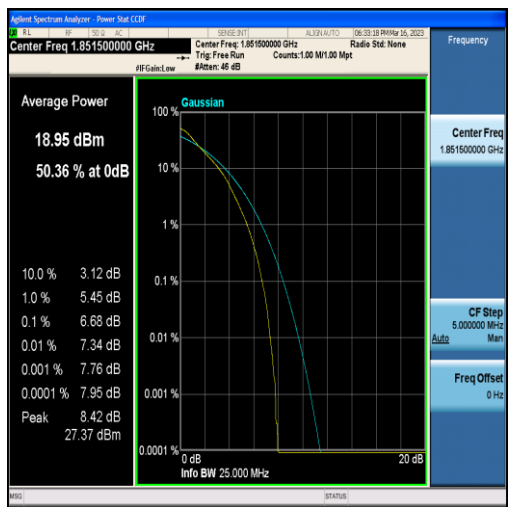 Agilent Spectrum Analyzer - Power Stat CCDF
RL RF 50 Ω AC SENSE:INT ALIGN AUTO 06:33:18 PM Mar 16, 2023
Center Freq 1.851500000 GHz
Center Freq: 1.851500000 GHz
Radio Std: None
Trig: Free Run
Counts:1.00 M/1.00 Mpt
#IFGain:Low
#Atten: 46 dB
Frequency
Center Freq
1.851500000 GHz
CF Step
5.000000 MHz
Auto Man
Freq Offset
0 Hz
Average Power
18.95 dBm
50.36 % at 0dB
10.0 % 3.12 dB
1.0 % 5.45 dB
0.1 % 6.68 dB
0.01 % 7.34 dB
0.001 % 7.76 dB
0.0001 % 7.95 dB
Peak 8.42 dB
27.37 dBm
Gaussian
100 %
10 %
1 %
0.1 %
0.01 %
0.001 %
0.0001 %
0 dB
20 dB
Info BW 25.000 MHz
MSG
STATUS